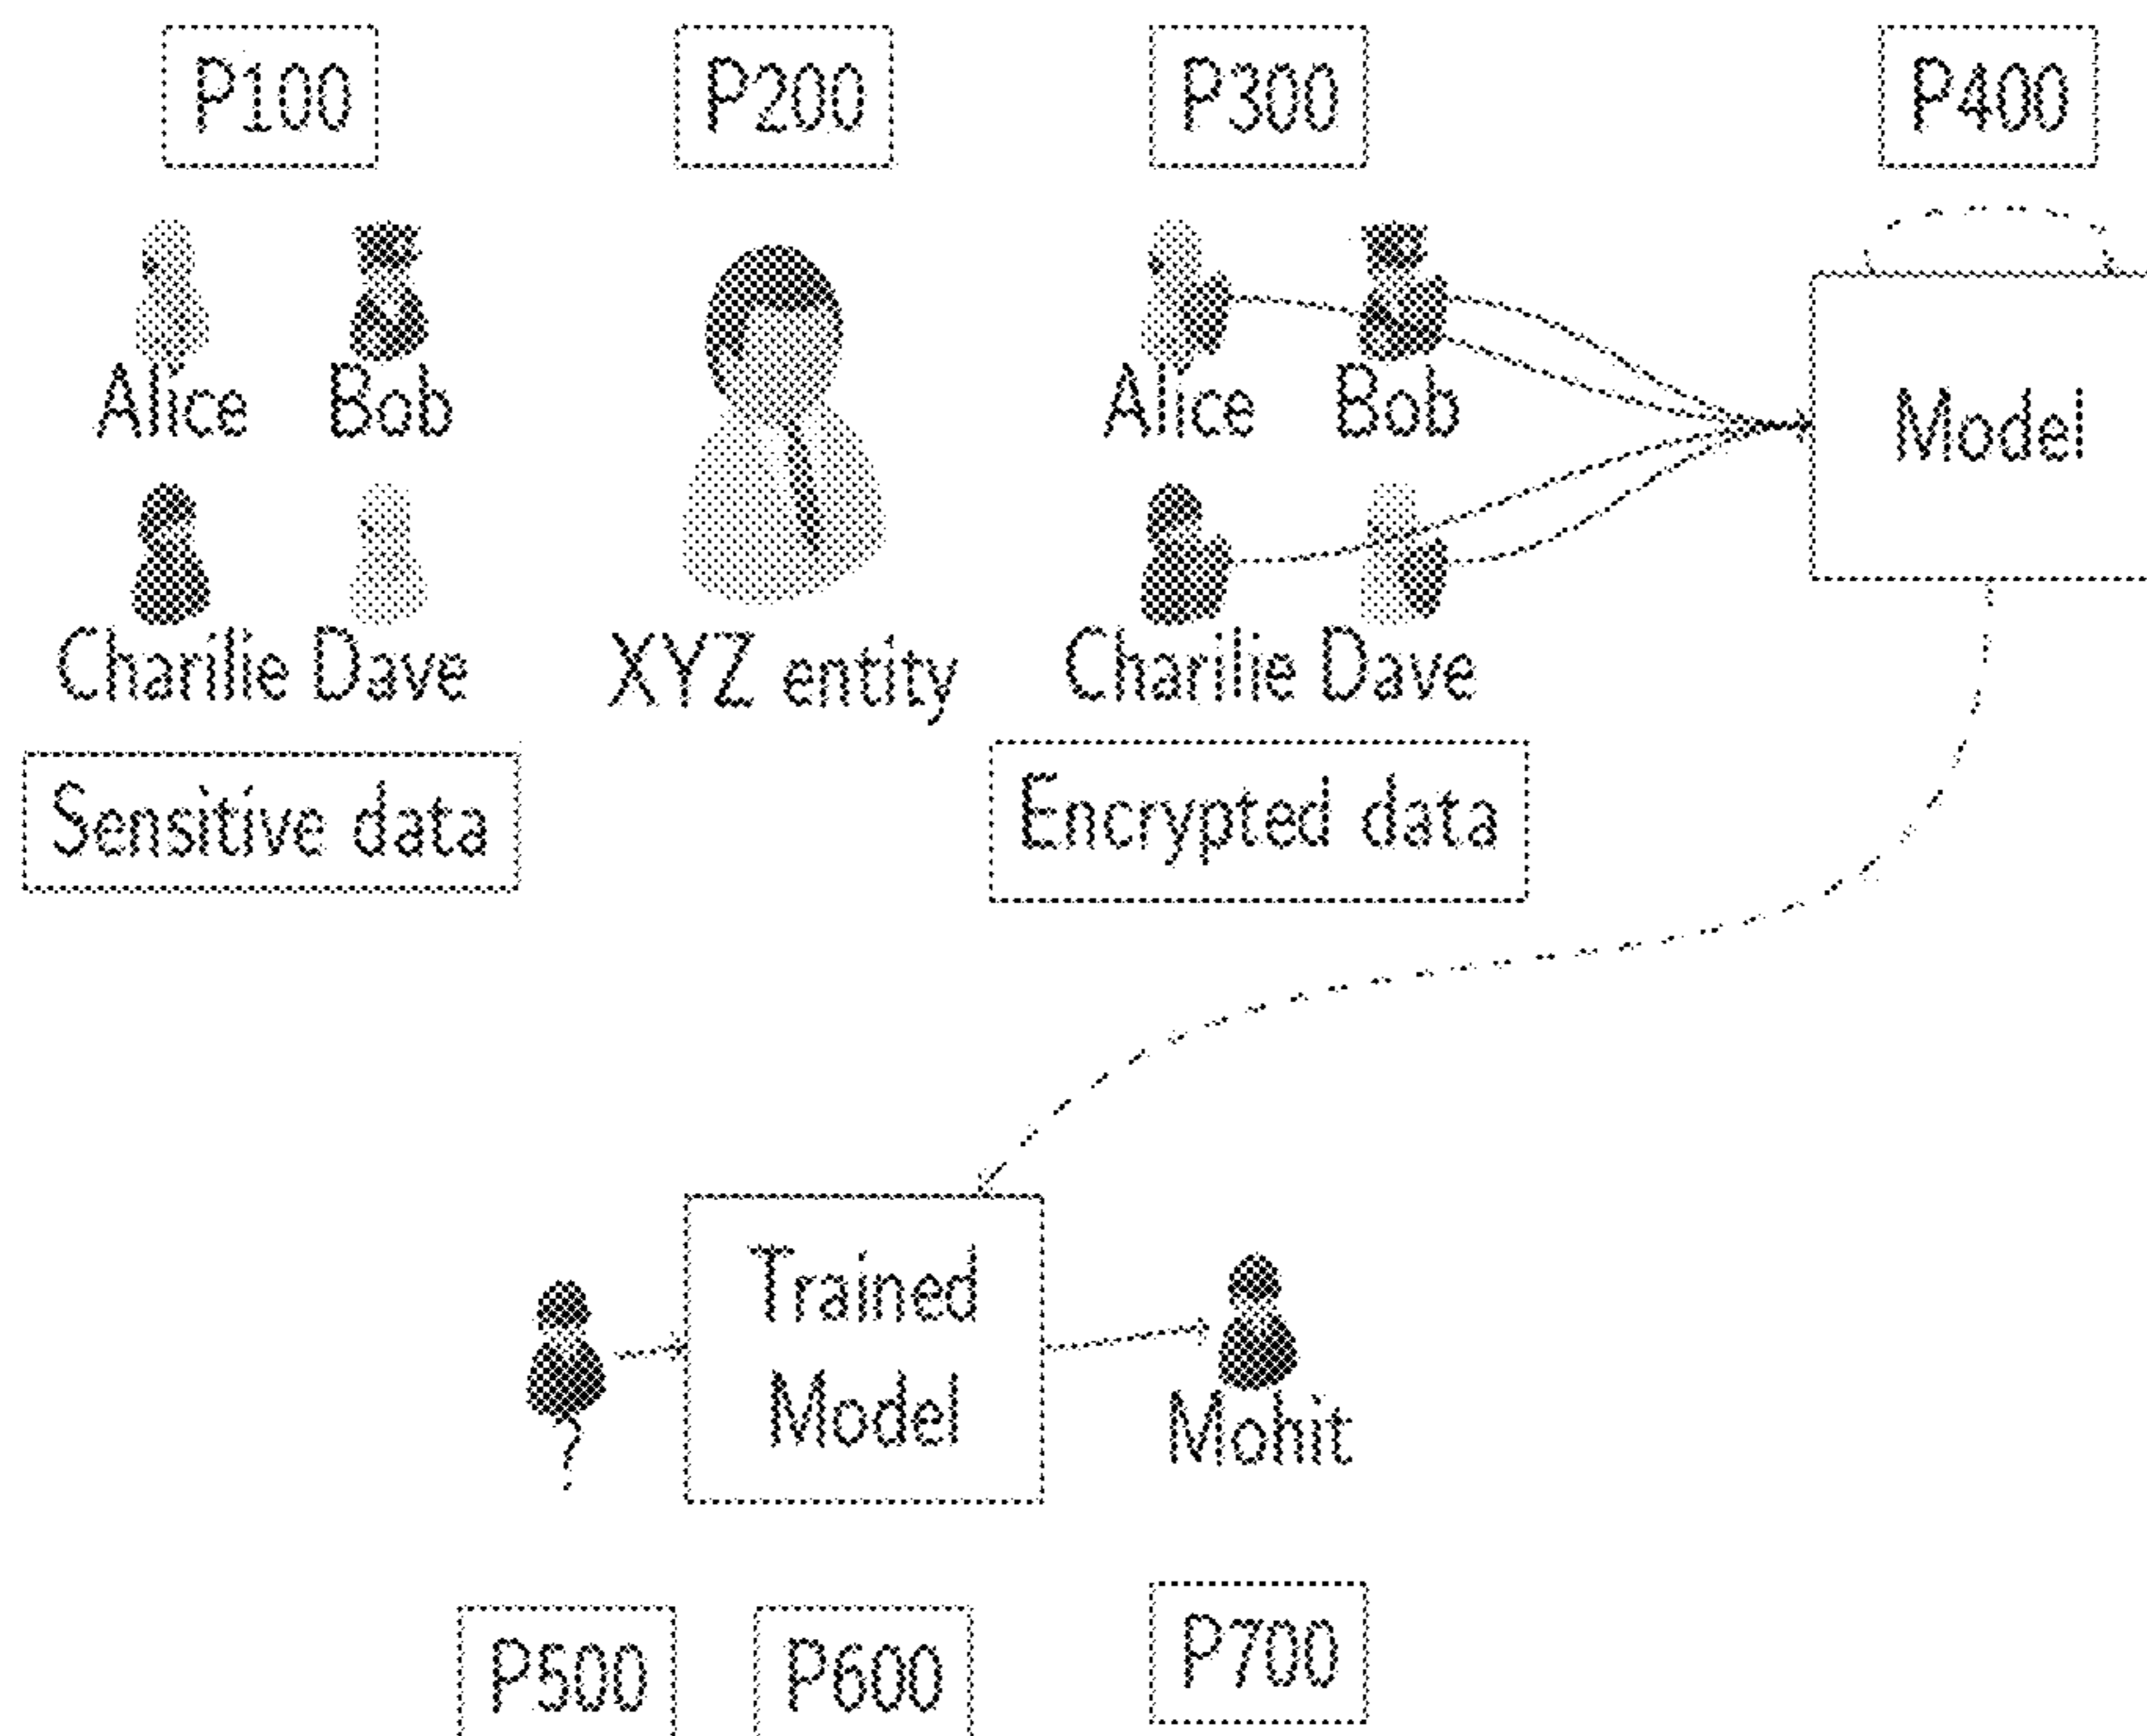 P100 P200 P300 P400
Alice Bob Alice Bob
Model
Charilie Dave XYZ entity Charilie Dave
Sensitive data Encrypted data
Trained
Model
Mohit
?
P500 P600 P700